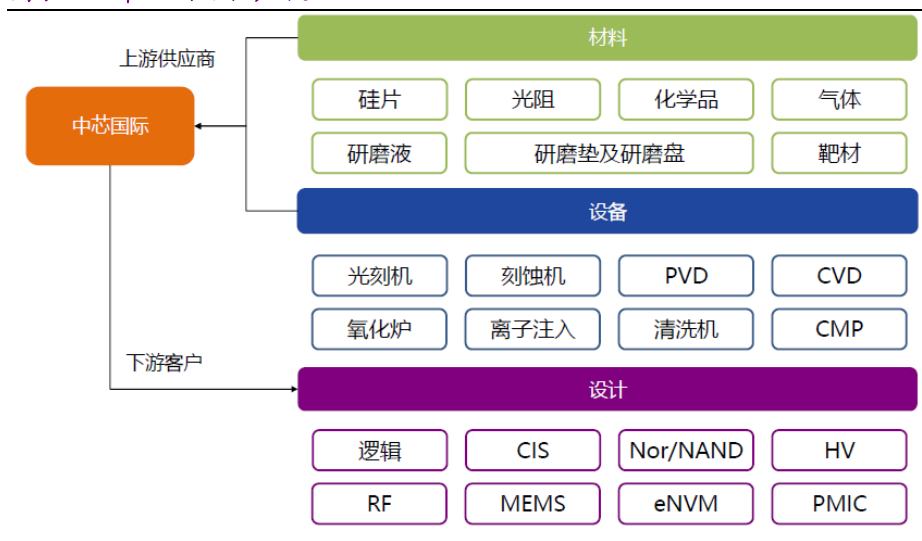 材料
上游供应商
硅片 光阻 化学品 气体
中芯国际
研磨液 研磨垫及研磨盘 靶材
设备
光刻机 刻蚀机 PVD CVD
氧化炉 离子注入 清洗机 CMP
下游客户
设计
逻辑 CIS Nor/NAND HV
RF MEMS eNVM PMIC